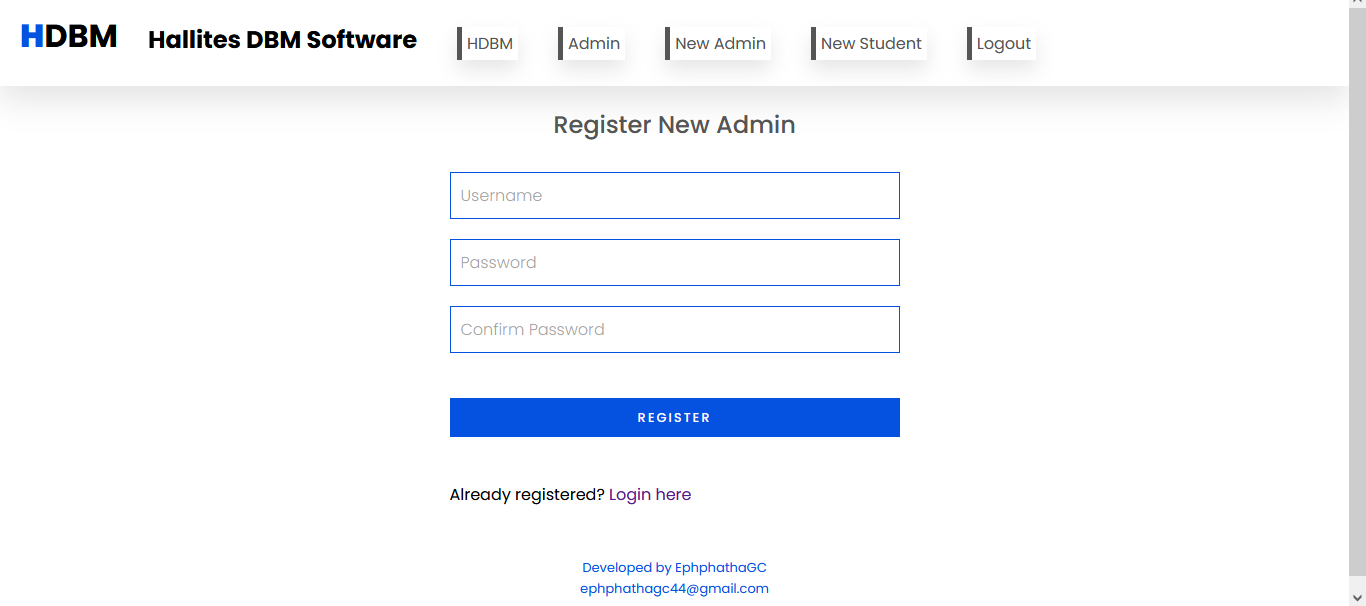 HDBM Hallites DBM Software HDBM Admin New Admin New Student Logout
Register New Admin
Username
Password
Confirm Password
REGISTER
Already registered? Login here
Developed by EphphathaGC
ephphathagc44@gmail.com